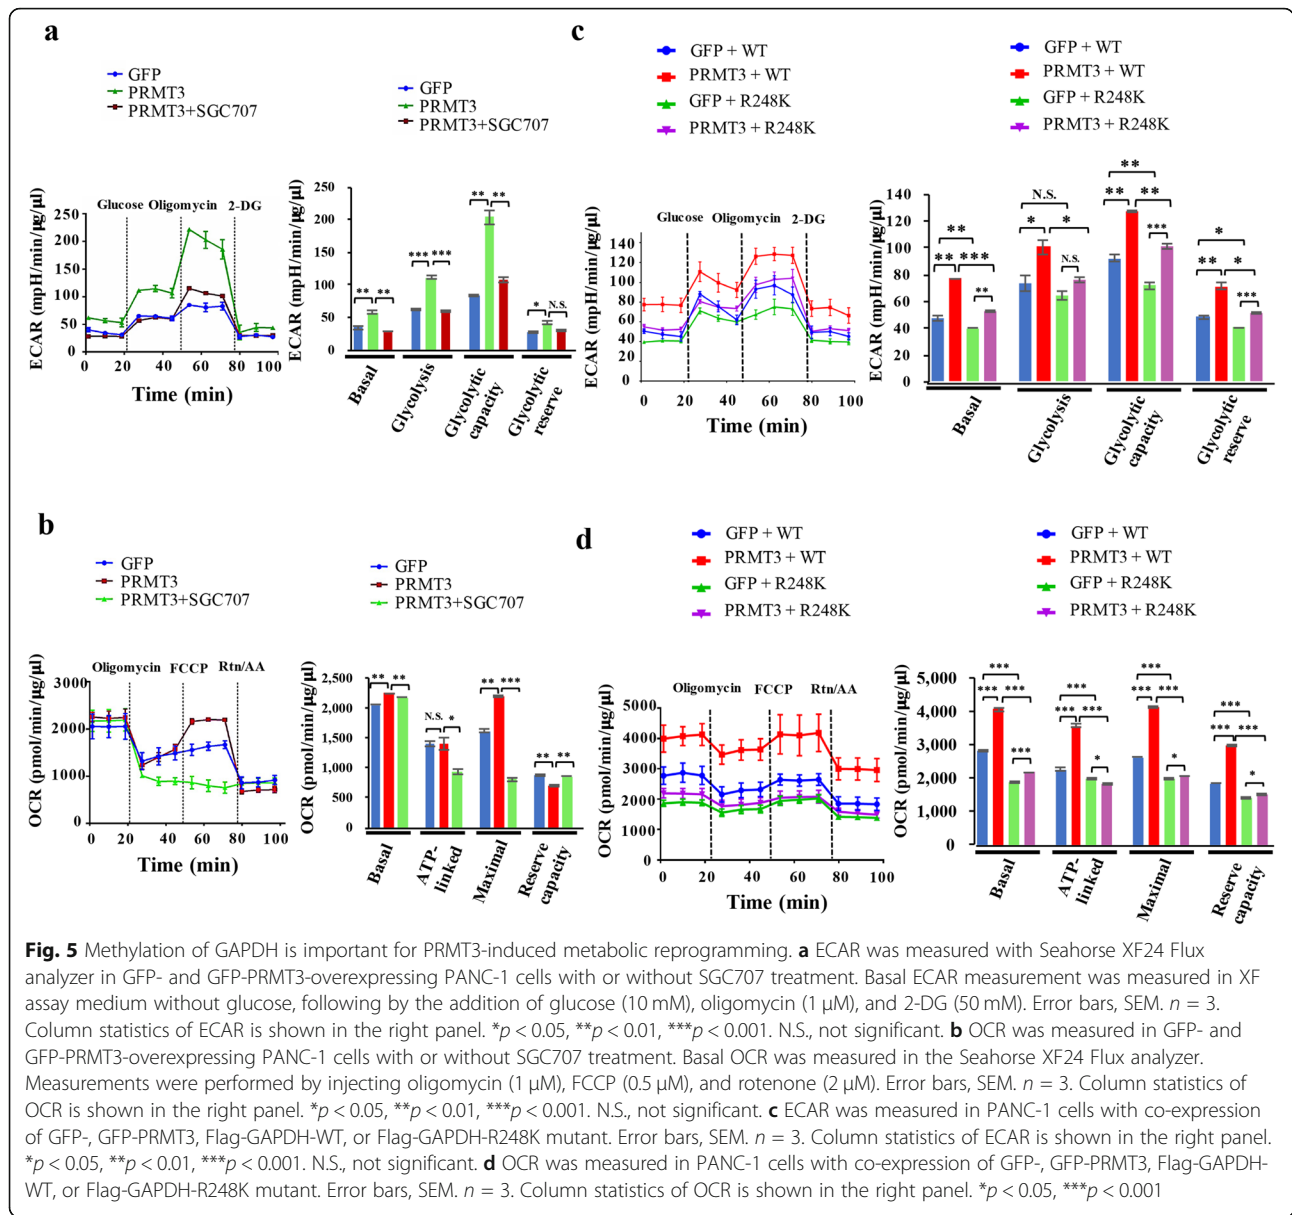 a
GFP
PRMT3
PRMT3+SGC707
GFP
PRMT3
PRMT3+SGC707
ECAR (mpH/min/µg/µl)
250
200
150
100
50
0
Glucose Oligomycin 2-DG
0 20 40 60 80 100
Time (min)
ECAR (mpH/min/µg/µl)
250
200
150
100
50
0
** **
*** ***
** **
* N.S.
Basal
Glycolysis
Glycolytic
capacity
Glycolytic
reserve
c
GFP + WT
PRMT3 + WT
GFP + R248K
PRMT3 + R248K
GFP + WT
PRMT3 + WT
GFP + R248K
PRMT3 + R248K
ECAR (mpH/min/µg/µl)
140
120
100
80
60
40
20
0
Glucose Oligomycin 2-DG
0 20 40 60 80 100
Time (min)
ECAR (mpH/min/µg/µl)
140
120
100
80
60
40
20
0
**
** ***
**
N.S.
* *
N.S.
**
** **
***
*
** *
***
Basal
Glycolysis
Glycolytic
capacity
Glycolytic
reserve
b
GFP
PRMT3
PRMT3+SGC707
GFP
PRMT3
PRMT3+SGC707
OCR (pmol/min/µg/µl)
3000
2000
1000
0
Oligomycin FCCP Rtn/AA
0 20 40 60 80 100
Time (min)
OCR (pmol/min/µg/µl)
2,500
2,000
1,500
1,000
500
0
** **
N.S. *
** ***
** **
Basal
ATP-
linked
Maximal
Reserve
capacity
d
GFP + WT
PRMT3 + WT
GFP + R248K
PRMT3 + R248K
GFP + WT
PRMT3 + WT
GFP + R248K
PRMT3 + R248K
OCR (pmol/min/µg/µl)
5000
4000
3000
2000
1000
0
Oligomycin FCCP Rtn/AA
0 20 40 60 80 100
Time (min)
OCR (pmol/min/µg/µl)
5,000
4,000
3,000
2,000
1,000
0
***
*** ***
***
***
*** ***
*
***
*** ***
*
***
*** ***
*
Basal
ATP-
linked
Maximal
Reserve
capacity
Fig. 5 Methylation of GAPDH is important for PRMT3-induced metabolic reprogramming. a ECAR was measured with Seahorse XF24 Flux
analyzer in GFP- and GFP-PRMT3-overexpressing PANC-1 cells with or without SGC707 treatment. Basal ECAR measurement was measured in XF
assay medium without glucose, following by the addition of glucose (10 mM), oligomycin (1 µM), and 2-DG (50 mM). Error bars, SEM. n = 3.
Column statistics of ECAR is shown in the right panel. *p < 0.05, **p < 0.01, ***p < 0.001. N.S., not significant. b OCR was measured in GFP- and
GFP-PRMT3-overexpressing PANC-1 cells with or without SGC707 treatment. Basal OCR was measured in the Seahorse XF24 Flux analyzer.
Measurements were performed by injecting oligomycin (1 µM), FCCP (0.5 µM), and rotenone (2 µM). Error bars, SEM. n = 3. Column statistics of
OCR is shown in the right panel. *p < 0.05, **p < 0.01, ***p < 0.001. N.S., not significant. c ECAR was measured in PANC-1 cells with co-expression
of GFP-, GFP-PRMT3, Flag-GAPDH-WT, or Flag-GAPDH-R248K mutant. Error bars, SEM. n = 3. Column statistics of ECAR is shown in the right panel.
*p < 0.05, **p < 0.01, ***p < 0.001. N.S., not significant. d OCR was measured in PANC-1 cells with co-expression of GFP-, GFP-PRMT3, Flag-GAPDH-
WT, or Flag-GAPDH-R248K mutant. Error bars, SEM. n = 3. Column statistics of OCR is shown in the right panel. *p < 0.05, ***p < 0.001